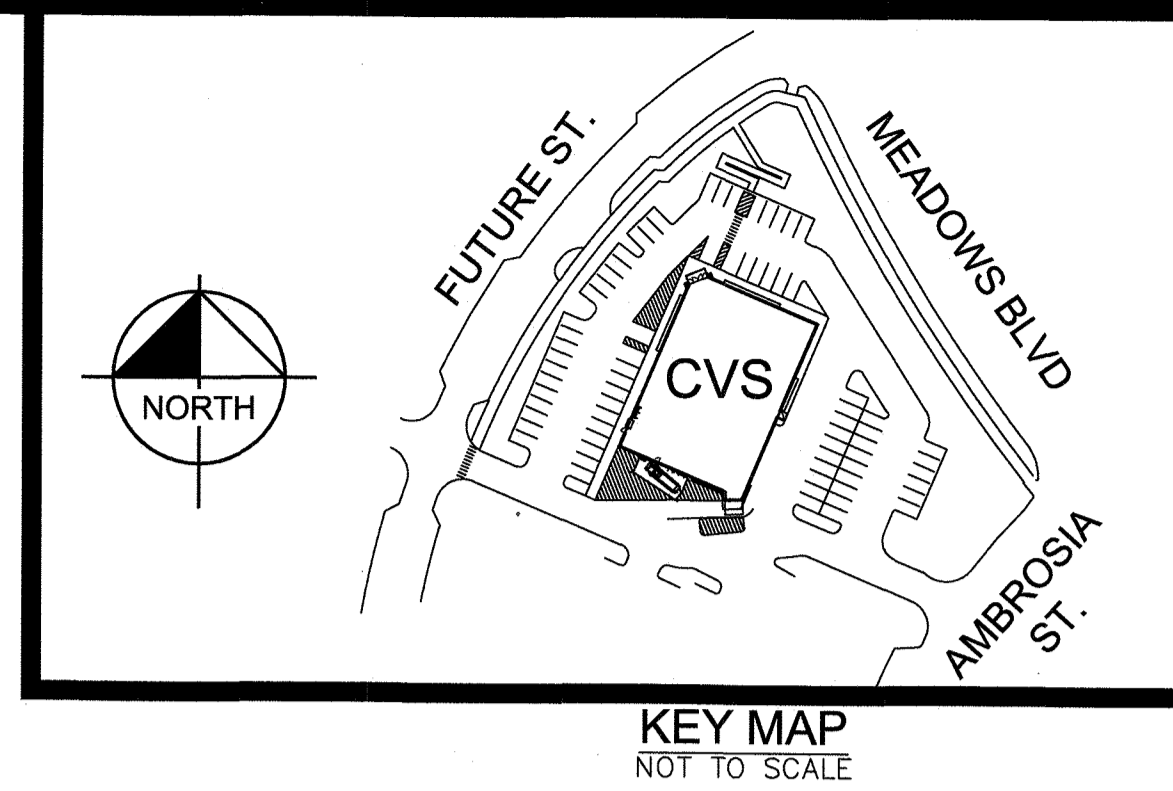 FUTURE ST.
MEADOWS BLVD
NORTH
CVS
AMBROSIA
ST.
KEY MAP
NOT TO SCALE